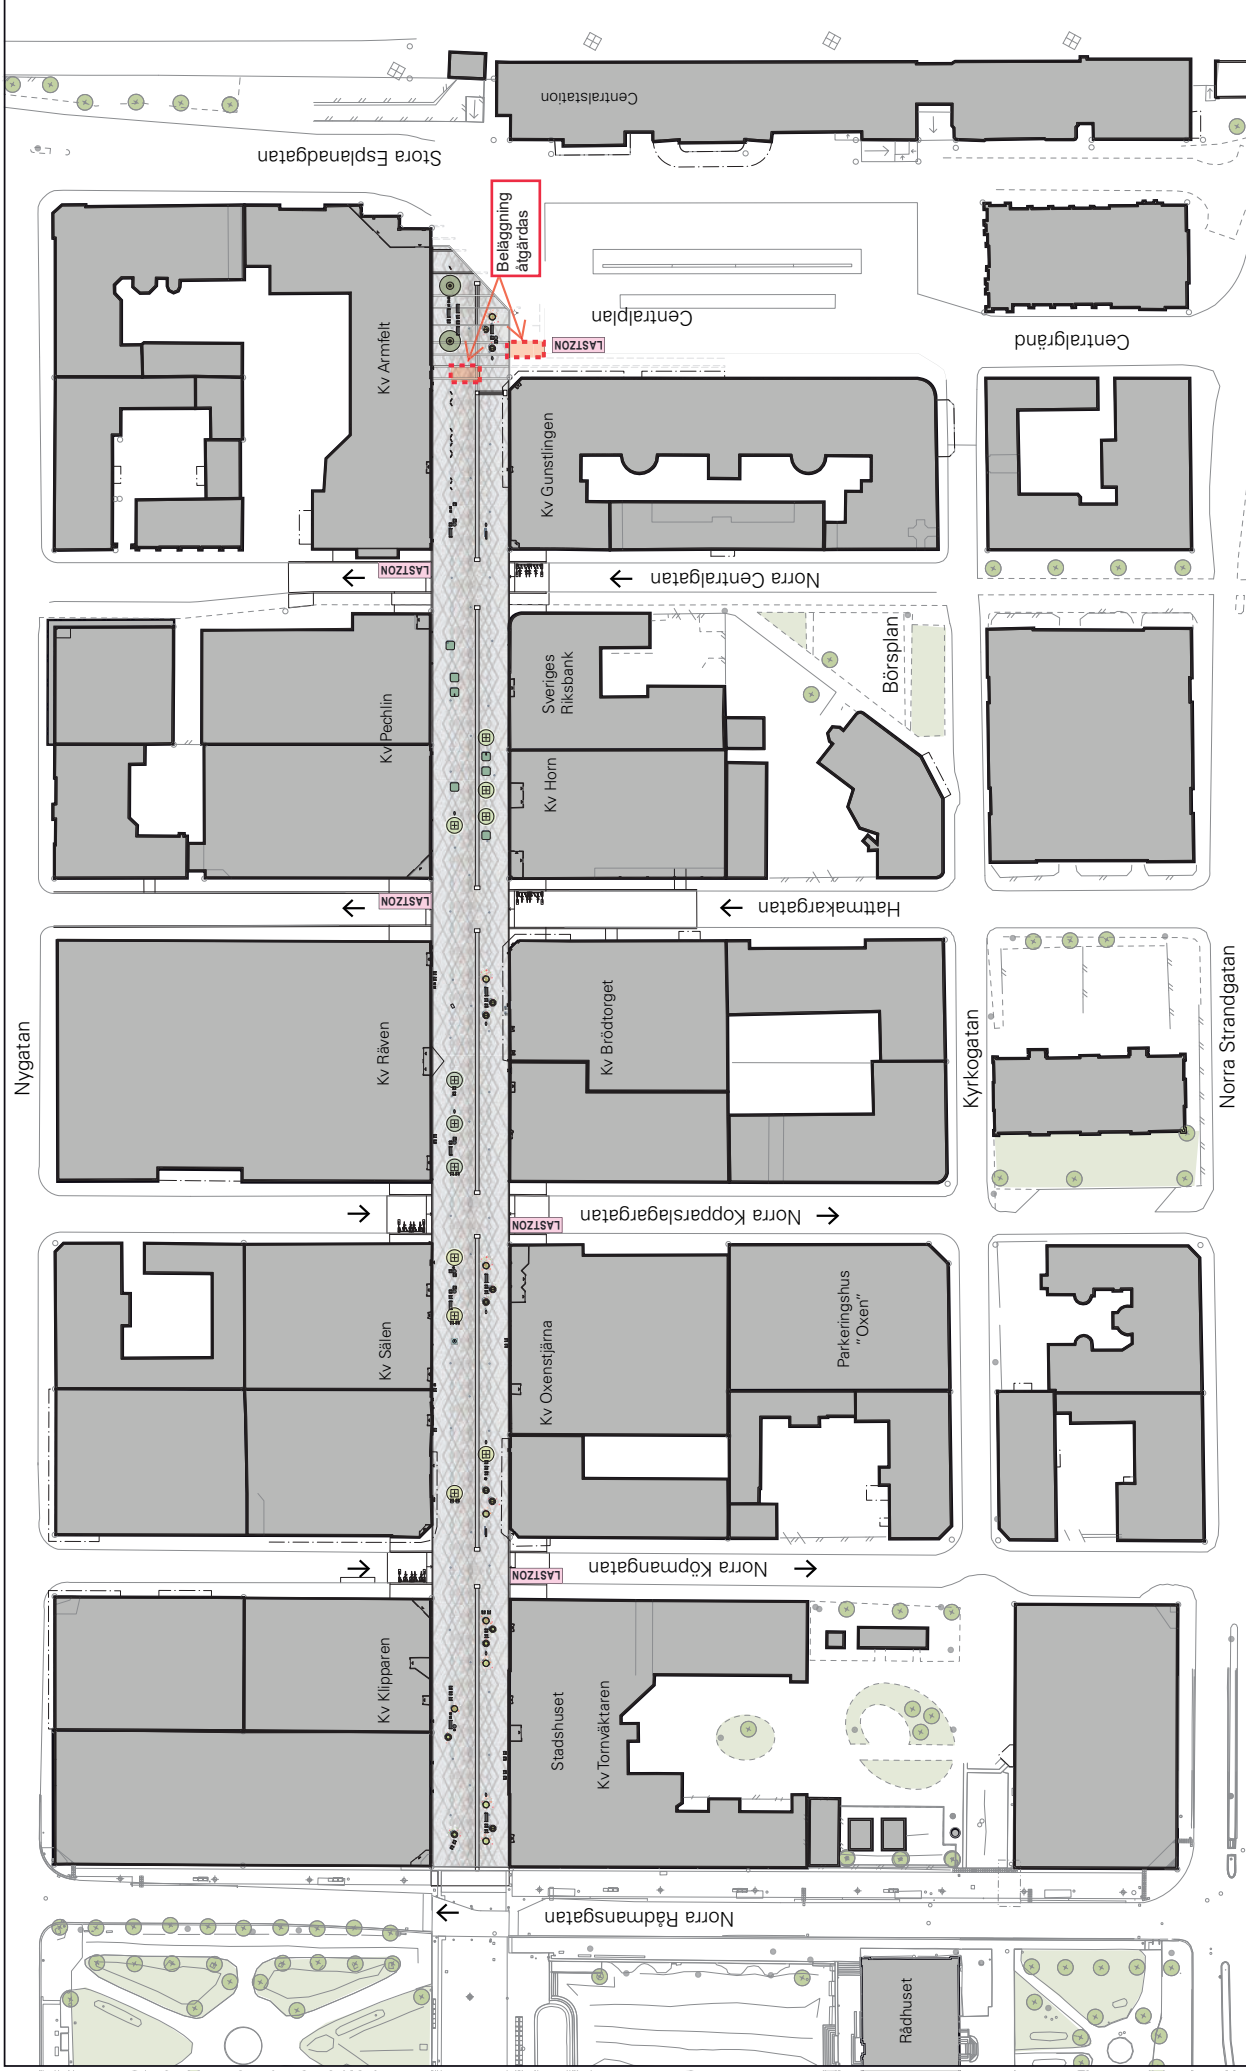 Centralstation
Stora Esplanadgatan
Beläggning
åtgärdas
Centralplan
LASTZON
Centralgränd
Kv Armfelt
Kv Gunstlingen
LASTZON
Norra Centralgatan
Kv Pechlin
Sveriges
Riksbank
Kv Horn
Börsplan
LASTZON
Hattmakargatan
Nygatan
Kv Räven
Kv Brödtorget
Kyrkogatan
Norra Strandgatan
LASTZON
Norra Kopparslagargatan
Kv Sälen
Kv Oxenstjärna
Parkeringshus
"Oxen"
LASTZON
Norra Köpmangatan
Kv Klipparen
Stadshuset
Kv Tornväktaren
Norra Rådmansgatan
Rådhuset